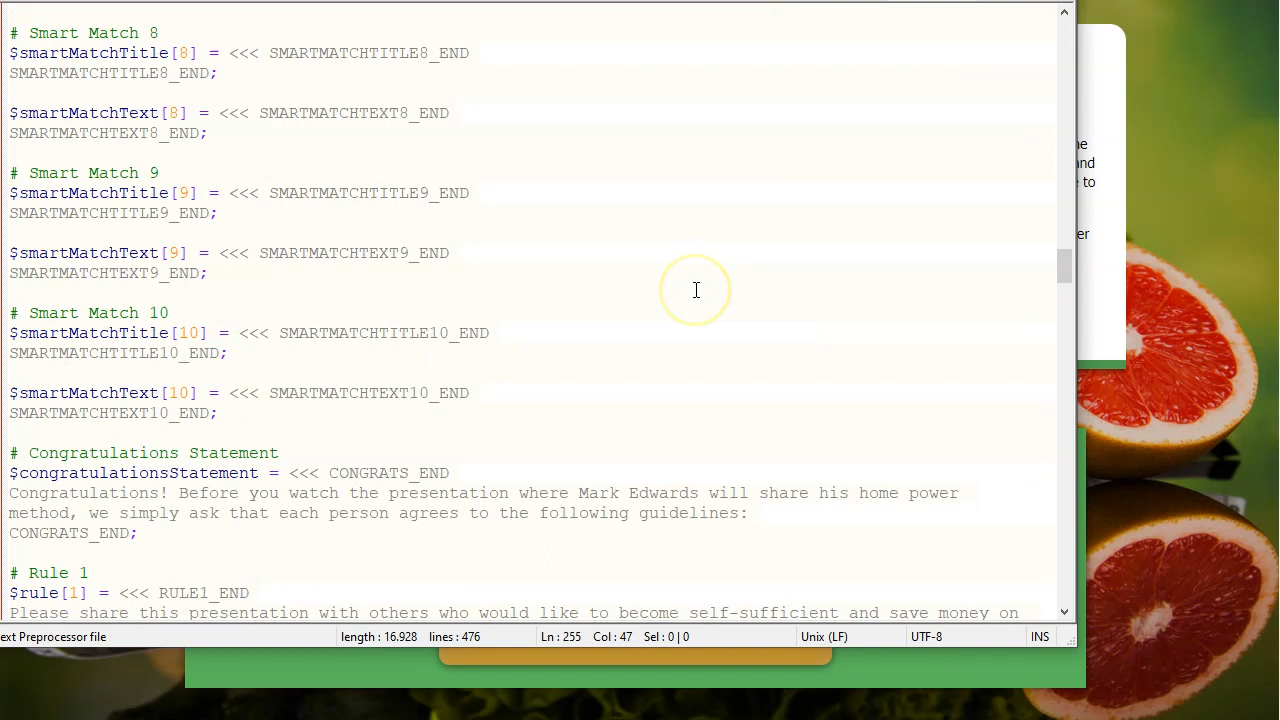 # Smart Match 8
$smartMatchTitle[8] = <<< SMARTMATCHTITLE8_END
SMARTMATCHTITLE8_END;
$smartMatchText[8] = <<< SMARTMATCHTEXT8_END
SMARTMATCHTEXT8_END;
# Smart Match 9
$smartMatchTitle[9] = <<< SMARTMATCHTITLE9_END
SMARTMATCHTITLE9_END;
$smartMatchText[9] = <<< SMARTMATCHTEXT9_END
SMARTMATCHTEXT9_END;
# Smart Match 10
$smartMatchTitle[10] = <<< SMARTMATCHTITLE10_END
SMARTMATCHTITLE10_END;
$smartMatchText[10] = <<< SMARTMATCHTEXT10_END
SMARTMATCHTEXT10_END;
# Congratulations Statement
$congratulationsStatement = <<< CONGRATS_END
Congratulations! Before you watch the presentation where Mark Edwards will share his home power
method, we simply ask that each person agrees to the following guidelines:
CONGRATS_END;
# Rule 1
$rule[1] = <<< RULE1_END
Please share this presentation with others who would like to become self-sufficient and save money on
ext Preprocessor file length : 16.928 lines : 476 Ln : 255 Col : 47 Sel : 0 | 0 Unix (LF) UTF-8 INS
ne
and
e to
er